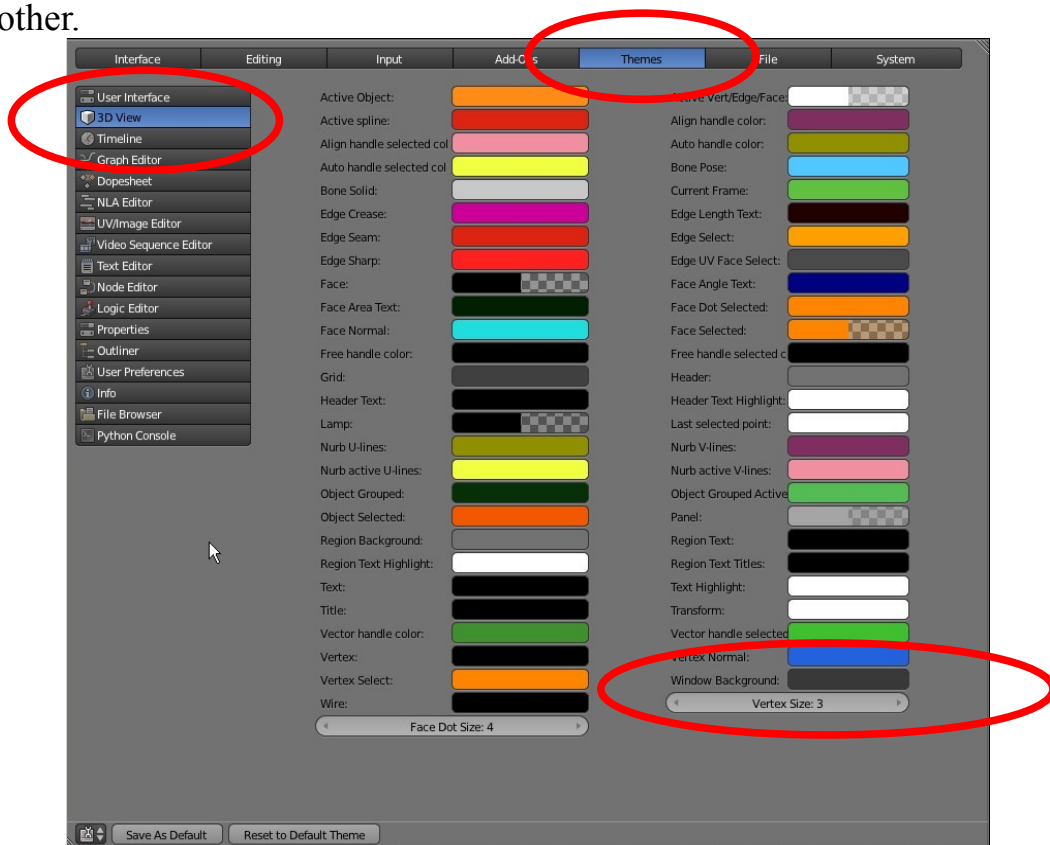 other.
Interface Editing Input Add-Ons Themes File System
User Interface
3D View
Timeline
Graph Editor
Dopesheet
NLA Editor
UV/Image Editor
Video Sequence Editor
Text Editor
Node Editor
Logic Editor
Properties
Outliner
User Preferences
Info
File Browser
Python Console
Active Object:
Active spline:
Align handle selected col
Auto handle selected col
Bone Solid:
Edge Crease:
Edge Seam:
Edge Sharp:
Face:
Face Area Text:
Face Normal:
Free handle color:
Grid:
Header Text:
Lamp:
Nurb U-lines:
Nurb active U-lines:
Object Grouped:
Object Selected:
Region Background:
Region Text Highlight:
Text:
Title:
Vector handle color:
Vertex:
Vertex Select:
Wire:
Face Dot Size: 4
Active Vert/Edge/Face:
Align handle color:
Auto handle color:
Bone Pose:
Current Frame:
Edge Length Text:
Edge Select:
Edge UV Face Select:
Face Angle Text:
Face Dot Selected:
Face Selected:
Free handle selected c
Header:
Header Text Highlight:
Last selected point:
Nurb V-lines:
Nurb active V-lines:
Object Grouped Active
Panel:
Region Text:
Region Text Titles:
Text Highlight:
Transform:
Vector handle selected
Vertex Normal:
Window Background:
Vertex Size: 3
Save As Default Reset to Default Theme